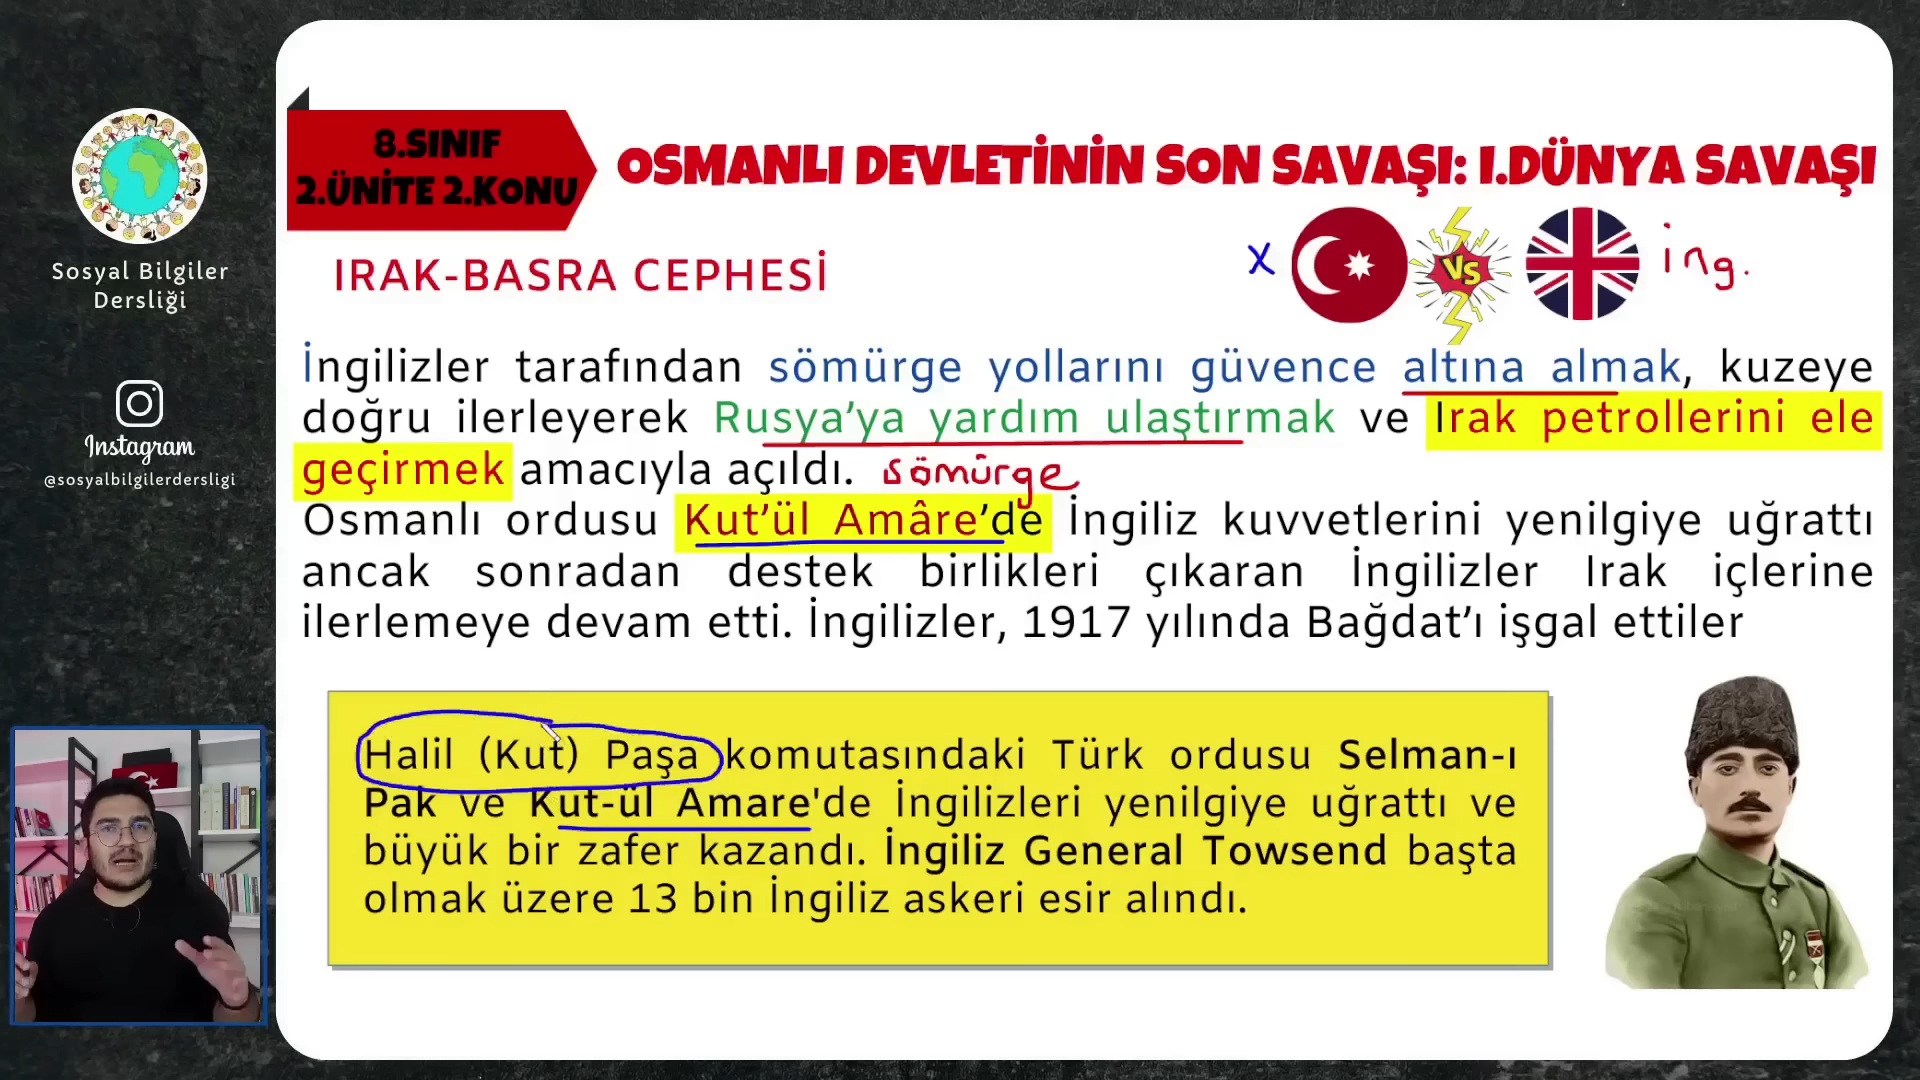 Sosyal Bilgiler
Dersliği
Instagram
@sosyalbilgilerdersligi
8.SINIF
2.ÜNİTE 2.KONU
OSMANLI DEVLETİNİN SON SAVAŞI: I.DÜNYA SAVAŞI
IRAK-BASRA CEPHESİ
x
VS
ing.
İngilizler tarafından sömürge yollarını güvence altına almak, kuzeye
doğru ilerleyerek Rusya’ya yardım ulaştırmak ve Irak petrollerini ele
geçirmek amacıyla açıldı. sömürge
Osmanlı ordusu Kut’ül Amâre’de İngiliz kuvvetlerini yenilgiye uğrattı
ancak sonradan destek birlikleri çıkaran İngilizler Irak içlerine
ilerlemeye devam etti. İngilizler, 1917 yılında Bağdat’ı işgal ettiler
Halil (Kut) Paşa komutasındaki Türk ordusu Selman-ı
Pak ve Kut-ül Amare'de İngilizleri yenilgiye uğrattı ve
büyük bir zafer kazandı. İngiliz General Towsend başta
olmak üzere 13 bin İngiliz askeri esir alındı.